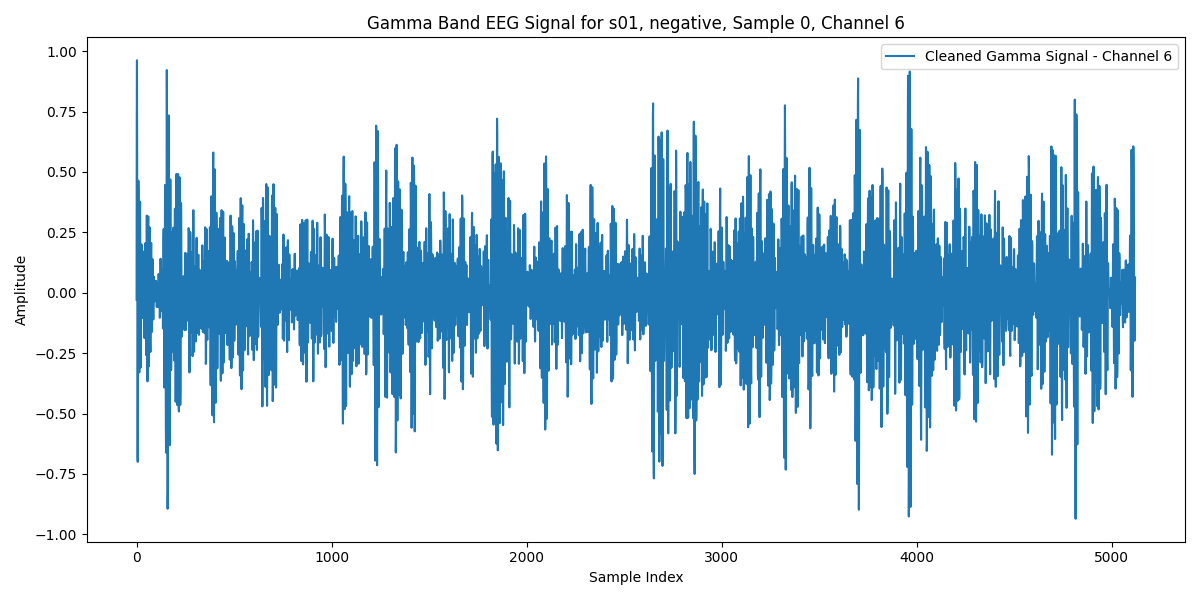 Gamma Band EEG Signal for s01, negative, Sample 0, Channel 6
Cleaned Gamma Signal - Channel 6
Amplitude
1.00
0.75
0.50
0.25
0.00
−0.25
−0.50
−0.75
−1.00
0 1000 2000 3000 4000 5000
Sample Index